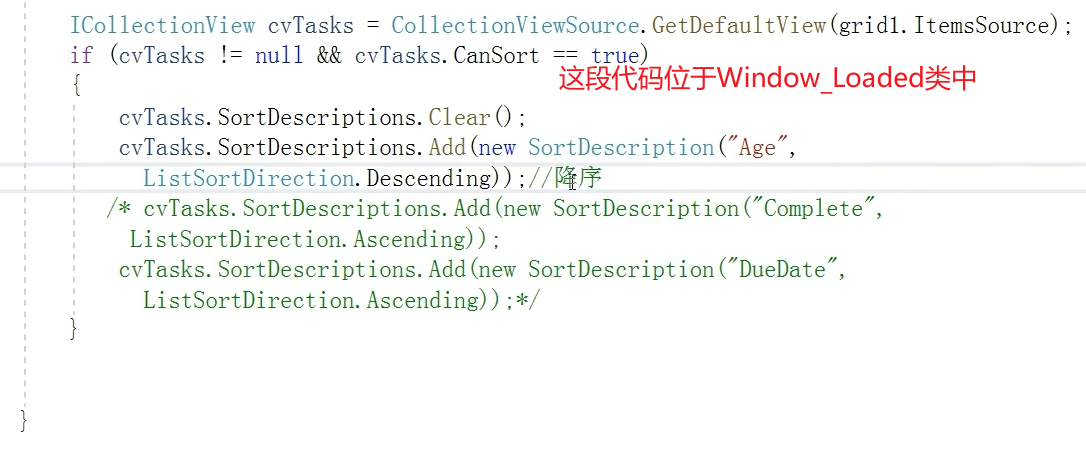 ICollectionView cvTasks = CollectionViewSource.GetDefaultView(grid1.ItemsSource);
if (cvTasks != null && cvTasks.CanSort == true)
这段代码位于Window_Loaded类中
{
cvTasks.SortDescriptions.Clear();
cvTasks.SortDescriptions.Add(new SortDescription("Age",
ListSortDirection.Descending));//降序
/* cvTasks.SortDescriptions.Add(new SortDescription("Complete",
ListSortDirection.Ascending));
cvTasks.SortDescriptions.Add(new SortDescription("DueDate",
ListSortDirection.Ascending));*/
}
}